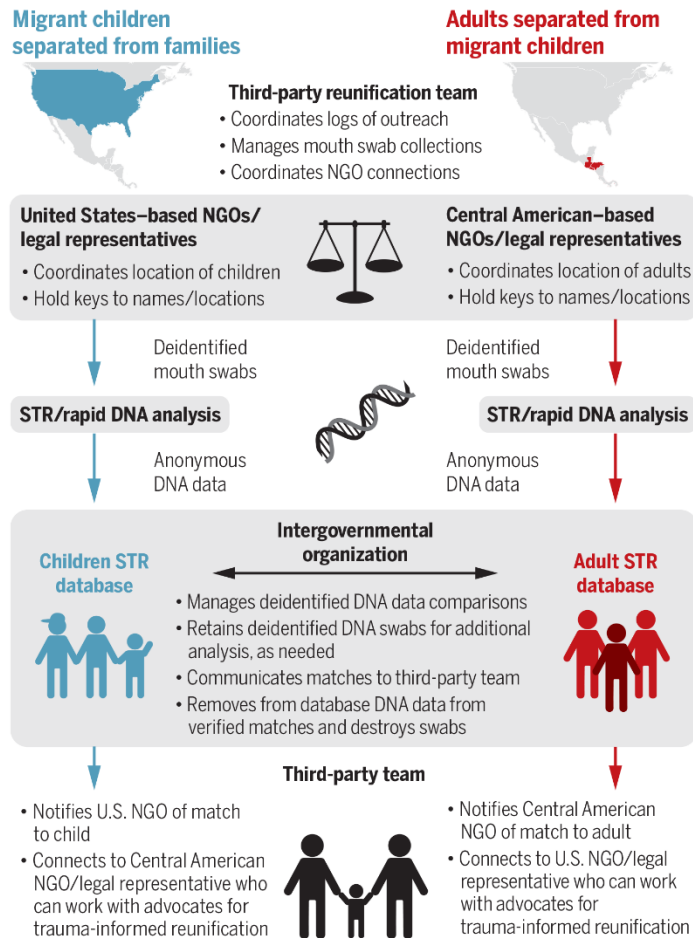 Migrant children
separated from families
Adults separated from
migrant children
Third-party reunification team
• Coordinates logs of outreach
• Manages mouth swab collections
• Coordinates NGO connections
United States–based NGOs/
legal representatives
• Coordinates location of children
• Hold keys to names/locations
Central American–based
NGOs/legal representatives
• Coordinates location of adults
• Hold keys to names/locations
Deidentified
mouth swabs
Deidentified
mouth swabs
STR/rapid DNA analysis
STR/rapid DNA analysis
Anonymous
DNA data
Anonymous
DNA data
Intergovernmental
organization
Children STR
database
Adult STR
database
• Manages deidentified DNA data comparisons
• Retains deidentified DNA swabs for additional
analysis, as needed
• Communicates matches to third-party team
• Removes from database DNA data from
verified matches and destroys swabs
Third-party team
• Notifies U.S. NGO of match
to child
• Connects to Central American
NGO/legal representative who
can work with advocates for
trauma-informed reunification
• Notifies Central American
NGO of match to adult
• Connects to U.S. NGO/legal
representative who can work
with advocates for
trauma-informed reunification